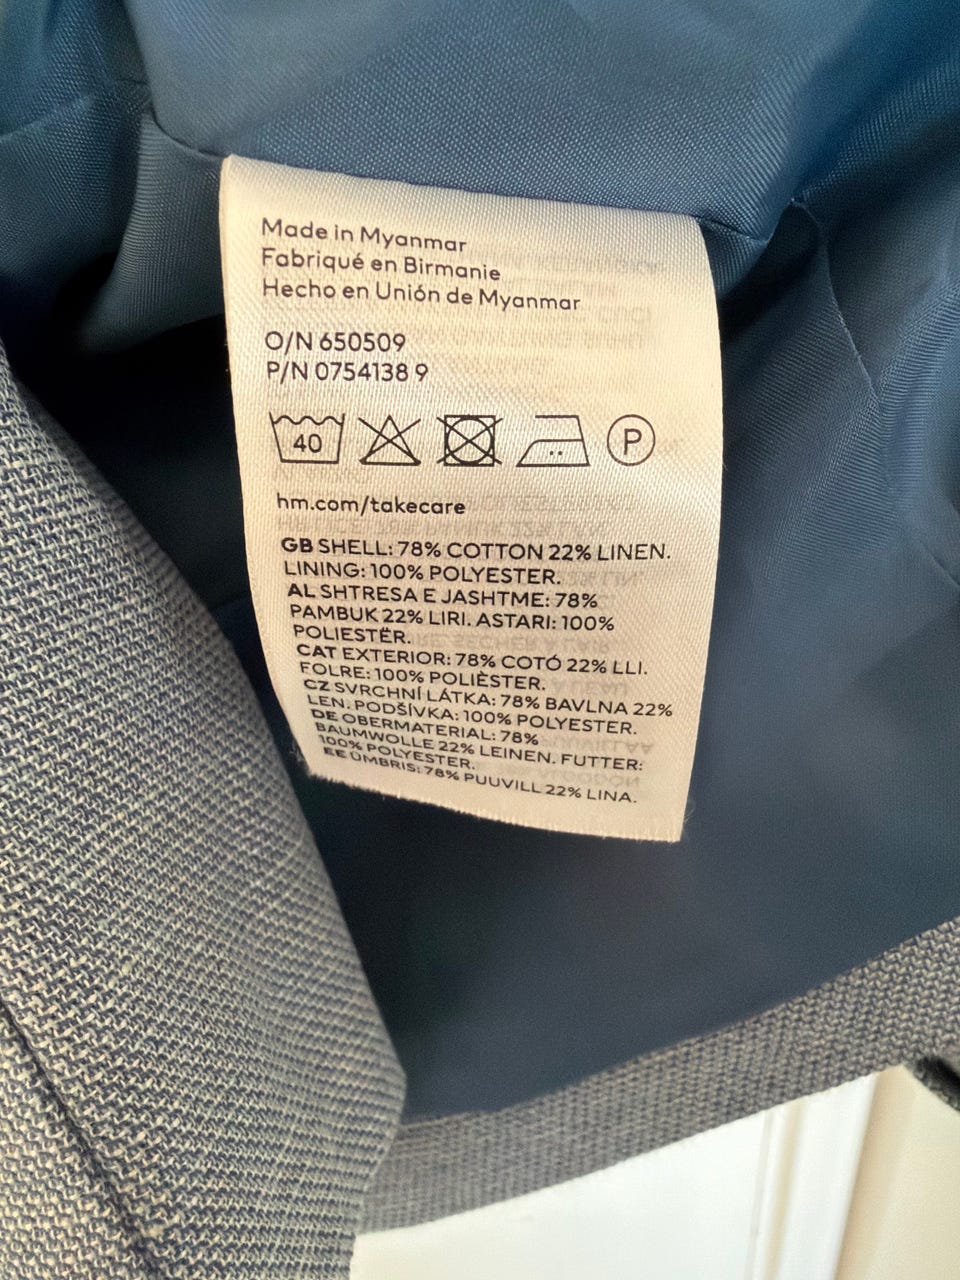 Made in Myanmar
Fabriqué en Birmanie
Hecho en Unión de Myanmar
O/N 650509
P/N 0754138 9
40 P
hm.com/takecare
GB SHELL: 78% COTTON 22% LINEN.
LINING: 100% POLYESTER.
AL SHTRESA E JASHTME: 78%
PAMBUK 22% LIRI. ASTARI: 100%
POLIESTËR.
CAT EXTERIOR: 78% COTÓ 22% LLI.
FOLRE: 100% POLIÈSTER.
CZ SVRCHNÍ LÁTKA: 78% BAVLNA 22%
LEN. PODŠÍVKA: 100% POLYESTER.
DE OBERMATERIAL: 78%
BAUMWOLLE 22% LEINEN. FUTTER:
100% POLYESTER.
EE ÜMBRIS: 78% PUUVILL 22% LINA.